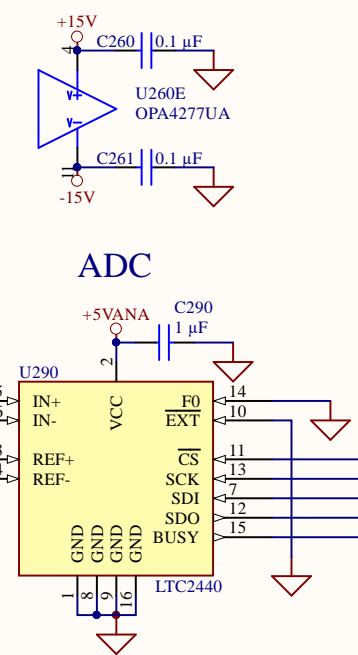 +15V
4
C260 0.1 µF
V+
V-
U260E
OPA4277UA
11
C261 0.1 µF
-15V
ADC
+5VANA
C290
1 µF
2
U290
VCC
IN+
IN-
REF+
REF-
F0 14
EXT 10
CS 11
SCK 13
SDI 7
SDO 12
BUSY 15
GND GND GND GND
LTC2440
1 8 9 16